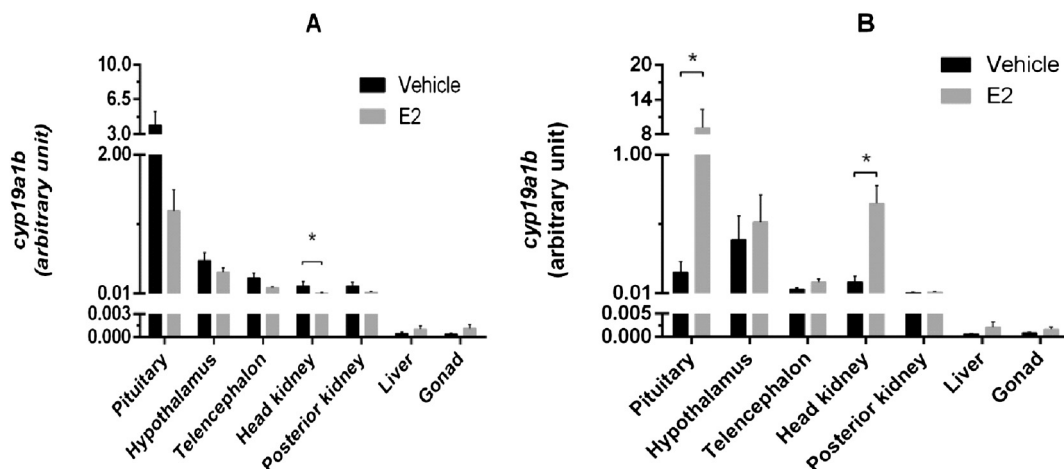 A
cyp19a1b
(arbitrary unit)
10.0
6.5
3.0
2.00
0.01
0.003
0.000
Vehicle
E2
*
Pituitary
Hypothalamus
Telencephalon
Head kidney
Posterior kidney
Liver
Gonad
B
cyp19a1b
(arbitrary unit)
20
14
8
1.00
0.01
0.005
0.000
Vehicle
E2
*
*
Pituitary
Hypothalamus
Telencephalon
Head kidney
Posterior kidney
Liver
Gonad